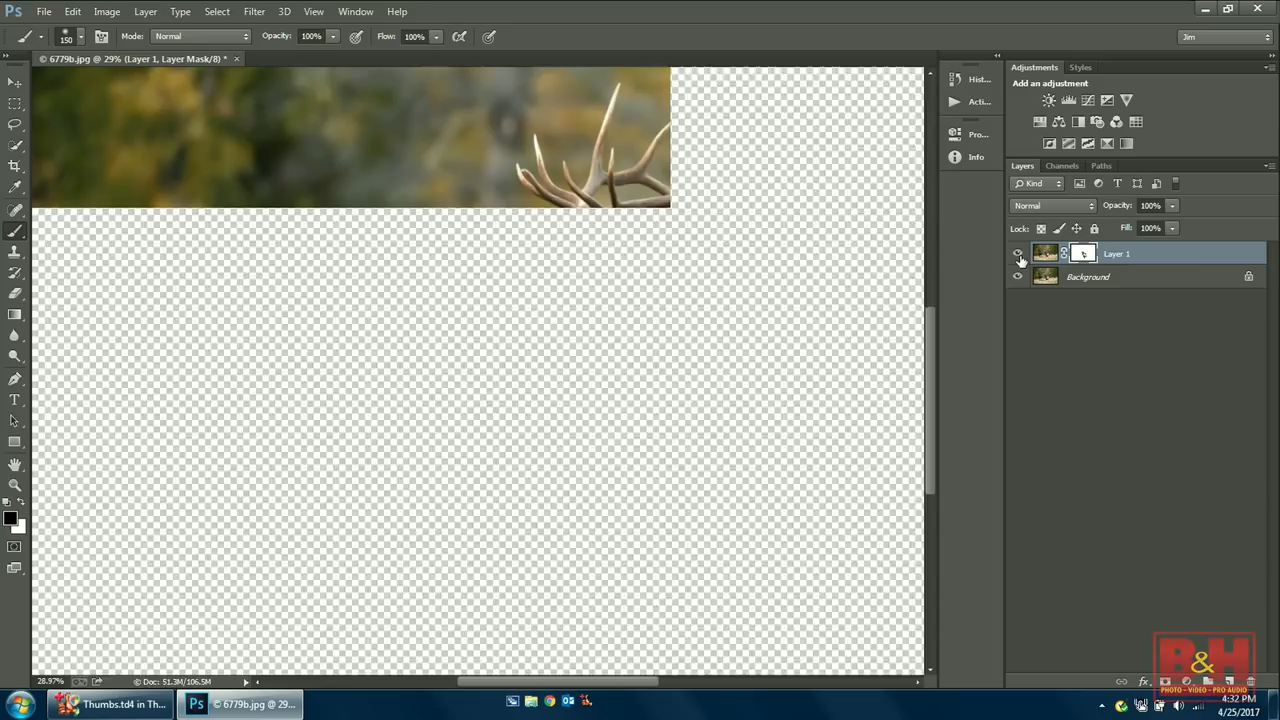 Ps File Edit Image Layer Type Select Filter 3D View Window Help
150 Mode: Normal Opacity: 100% Flow: 100% Jim
© 6779b.jpg @ 29% (Layer 1, Layer Mask/8) * ×
Hist...
Acti...
Pro...
Info
Adjustments Styles
Add an adjustment
Layers Channels Paths
Kind
Normal Opacity: 100%
Lock: Fill: 100%
Layer 1
Background
28.97% © Doc: 51.3M/106.5M
B&H
PHOTO - VIDEO - PRO AUDIO
Thumbs.td4 in Th... Ps © 6779b.jpg @ 29... 4:32 PM
4/25/2017